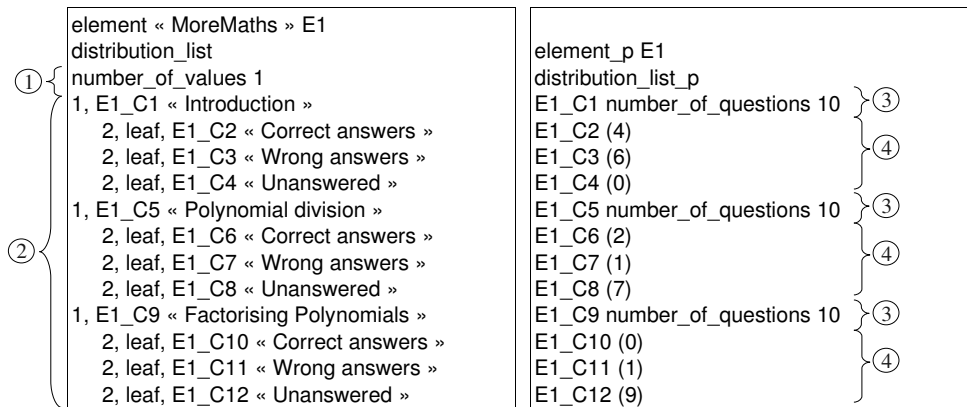 element « MoreMaths » E1
distribution_list
① number_of_values 1
② 1, E1_C1 « Introduction »
2, leaf, E1_C2 « Correct answers »
2, leaf, E1_C3 « Wrong answers »
2, leaf, E1_C4 « Unanswered »
1, E1_C5 « Polynomial division »
2, leaf, E1_C6 « Correct answers »
2, leaf, E1_C7 « Wrong answers »
2, leaf, E1_C8 « Unanswered »
1, E1_C9 « Factorising Polynomials »
2, leaf, E1_C10 « Correct answers »
2, leaf, E1_C11 « Wrong answers »
2, leaf, E1_C12 « Unanswered »
element_p E1
distribution_list_p
E1_C1 number_of_questions 10 ③
E1_C2 (4)
E1_C3 (6) ④
E1_C4 (0)
E1_C5 number_of_questions 10 ③
E1_C6 (2)
E1_C7 (1) ④
E1_C8 (7)
E1_C9 number_of_questions 10 ③
E1_C10 (0)
E1_C11 (1) ④
E1_C12 (9)